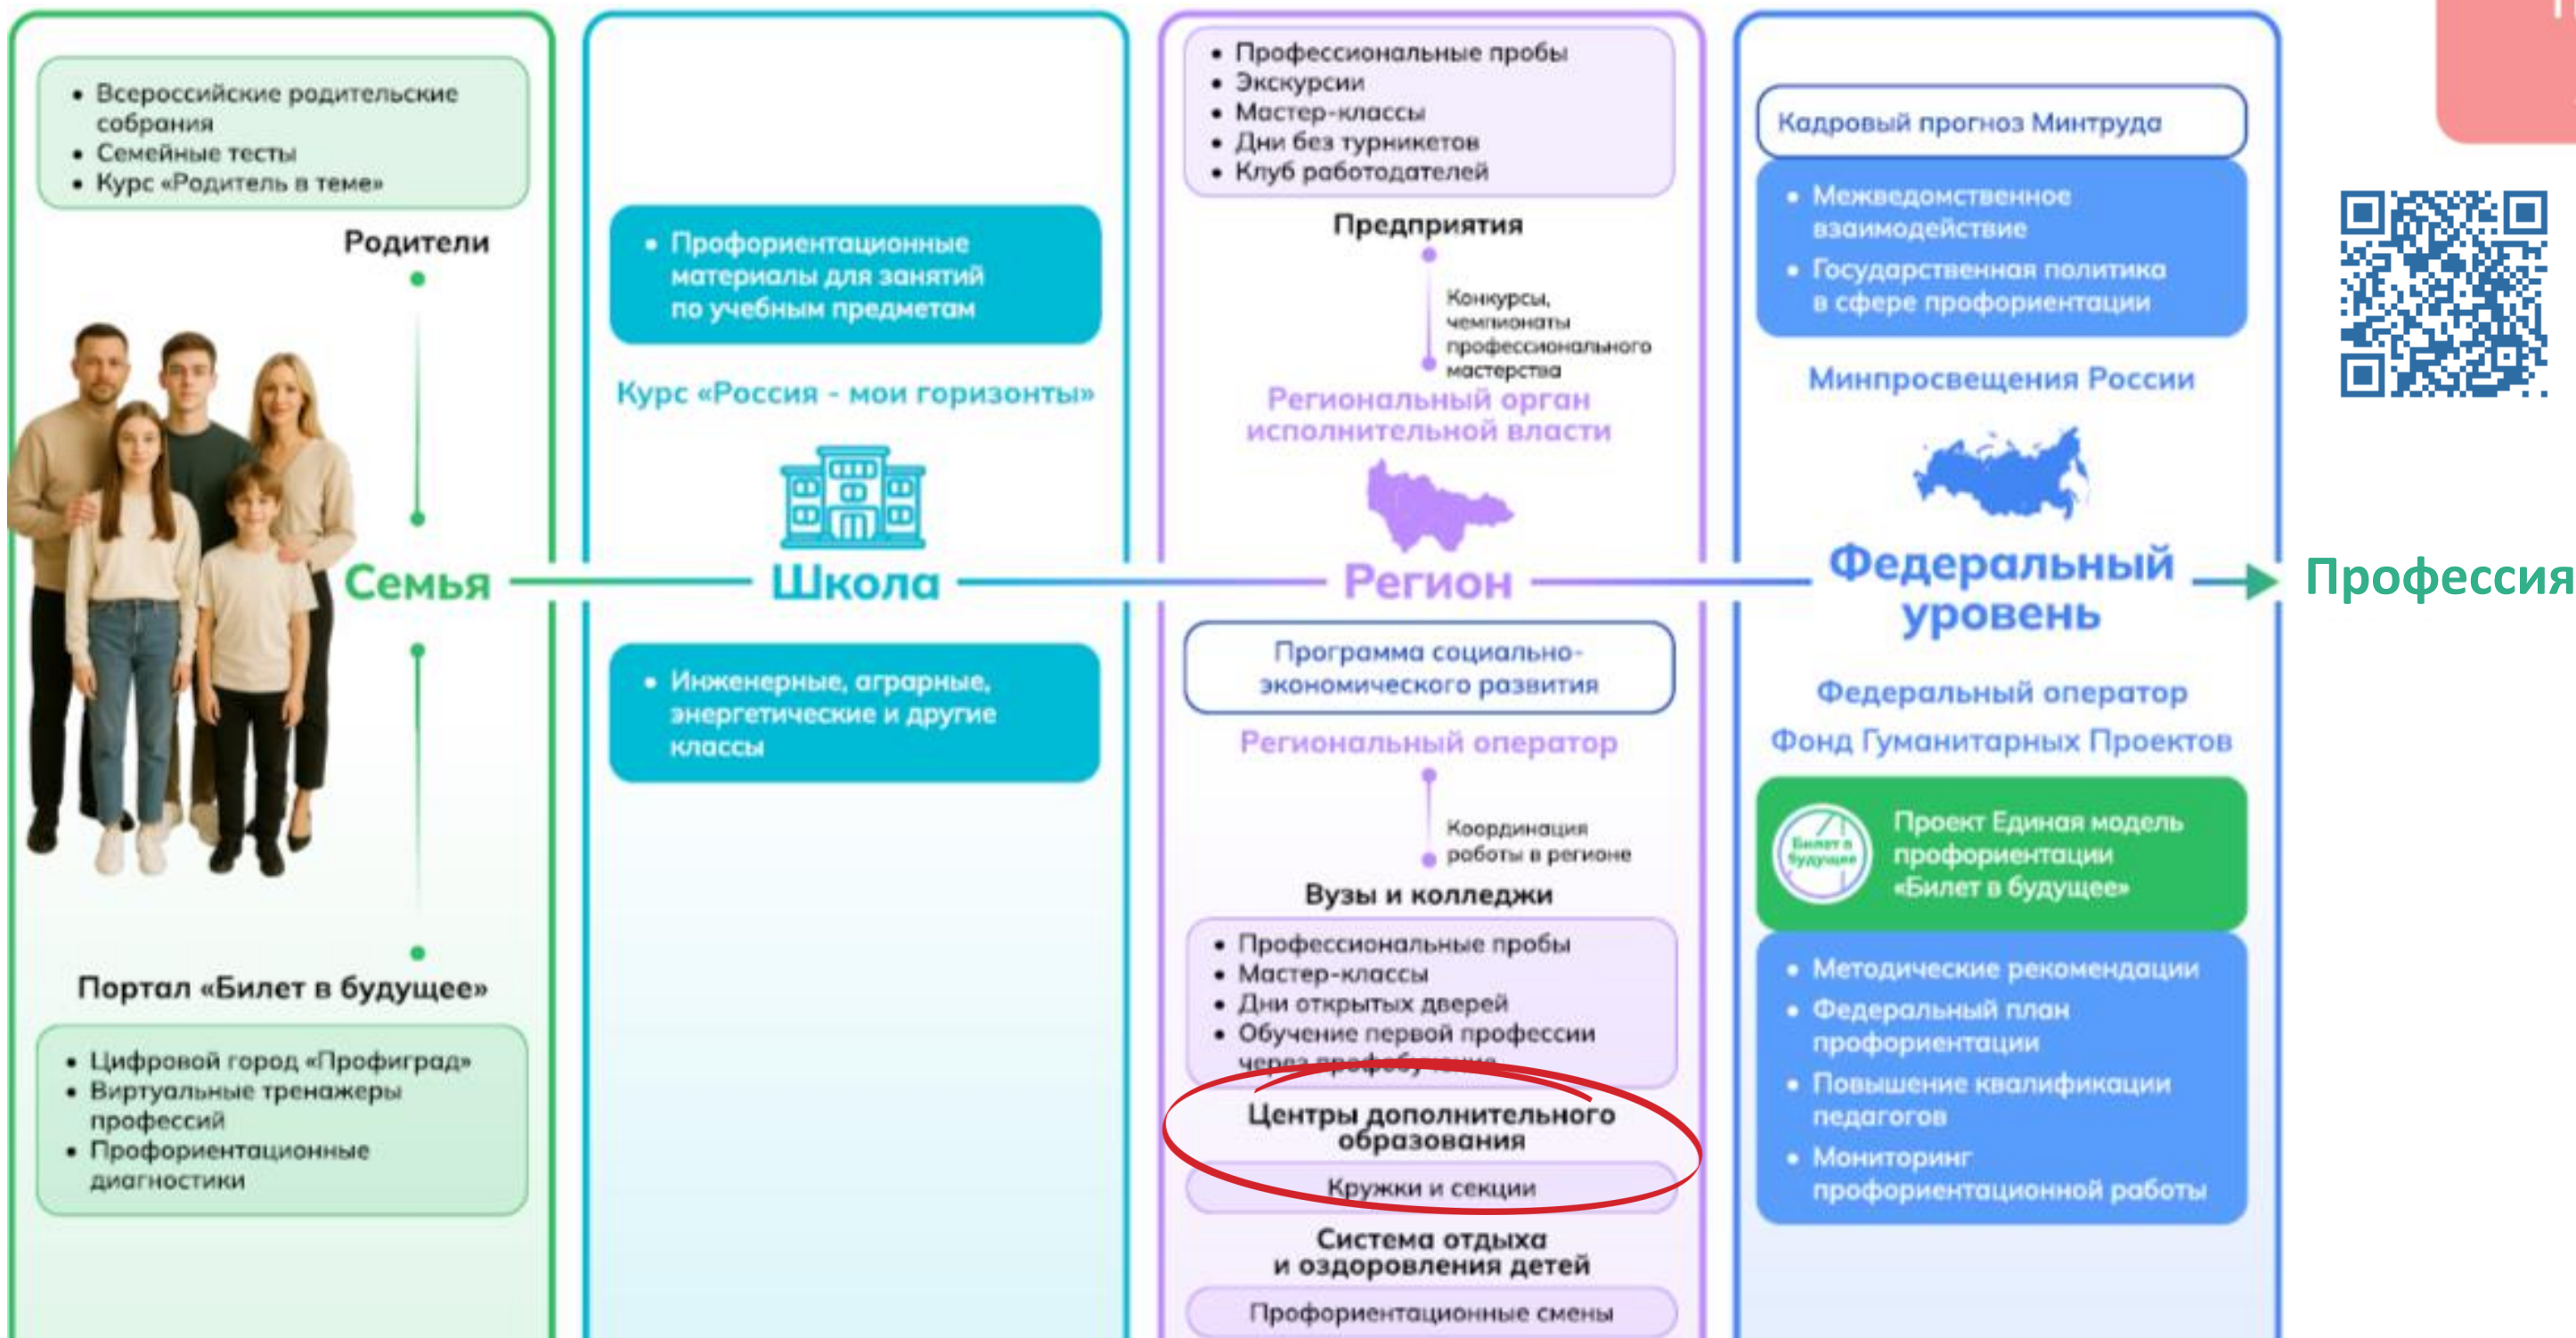 • Всероссийские родительские
собрания
• Семейные тесты
• Курс «Родитель в теме»
Родители
Семья
Портал «Билет в будущее»
• Цифровой город «Профиград»
• Виртуальные тренажеры
профессий
• Профориентационные
диагностики
• Профориентационные
материалы для занятий
по учебным предметам
Курс «Россия - мои горизонты»
Школа
• Инженерные, аграрные,
энергетические и другие
классы
• Профессиональные пробы
• Экскурсии
• Мастер-классы
• Дни без турникетов
• Клуб работодателей
Предприятия
Конкурсы,
чемпионаты
профессионального
мастерства
Региональный орган
исполнительной власти
Регион
Программа социально-
экономического развития
Региональный оператор
Координация
работы в регионе
Вузы и колледжи
• Профессиональные пробы
• Мастер-классы
• Дни открытых дверей
• Обучение первой профессии
через профобучение
Центры дополнительного
образования
Кружки и секции
Система отдыха
и оздоровления детей
Профориентационные смены
Кадровый прогноз Минтруда
• Межведомственное
взаимодействие
• Государственная политика
в сфере профориентации
Минпросвещения России
Федеральный
уровень
Федеральный оператор
Фонд Гуманитарных Проектов
Билет в
будущее
Проект Единая модель
профориентации
«Билет в будущее»
• Методические рекомендации
• Федеральный план
профориентации
• Повышение квалификации
педагогов
• Мониторинг
профориентационной работы
Профессия